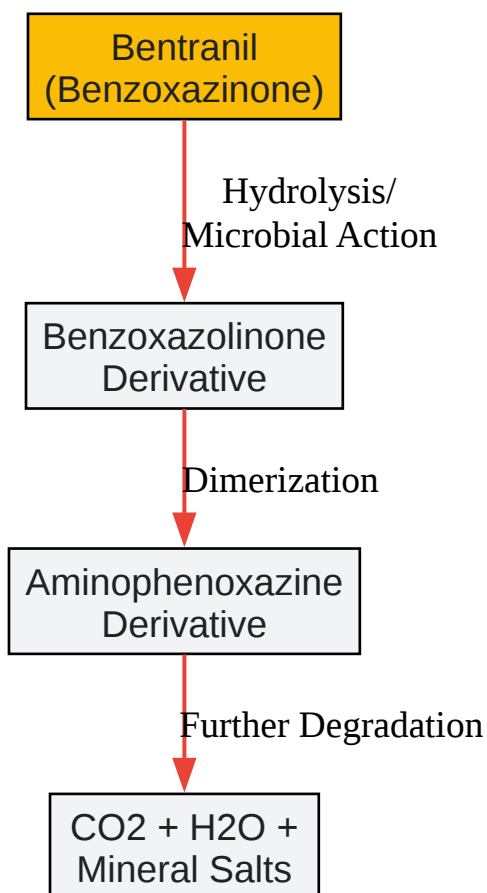 Bentranil
(Benzoxazinone)
Hydrolysis/
Microbial Action
Benzoxazolinone
Derivative
Dimerization
Aminophenoxazine
Derivative
Further Degradation
CO2 + H2O +
Mineral Salts